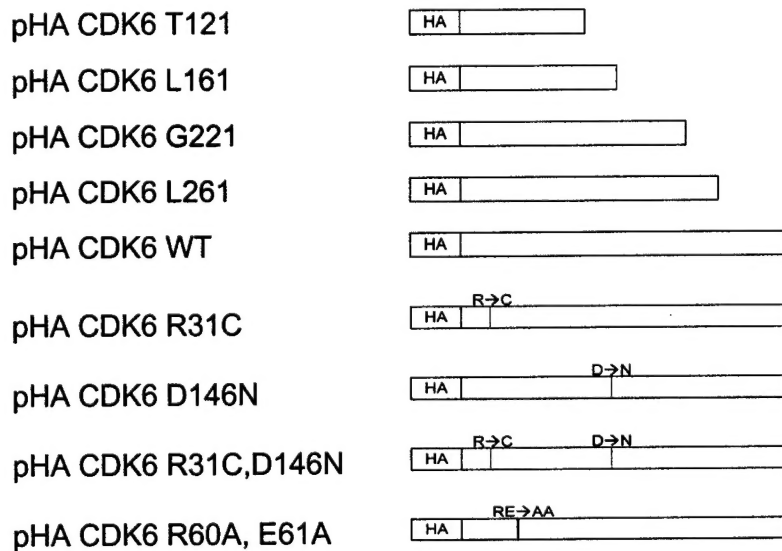 pHA CDK6 T121 HA
pHA CDK6 L161 HA
pHA CDK6 G221 HA
pHA CDK6 L261 HA
pHA CDK6 WT HA
R→C
pHA CDK6 R31C HA
D→N
pHA CDK6 D146N HA
R→C D→N
pHA CDK6 R31C,D146N HA
RE→AA
pHA CDK6 R60A, E61A HA